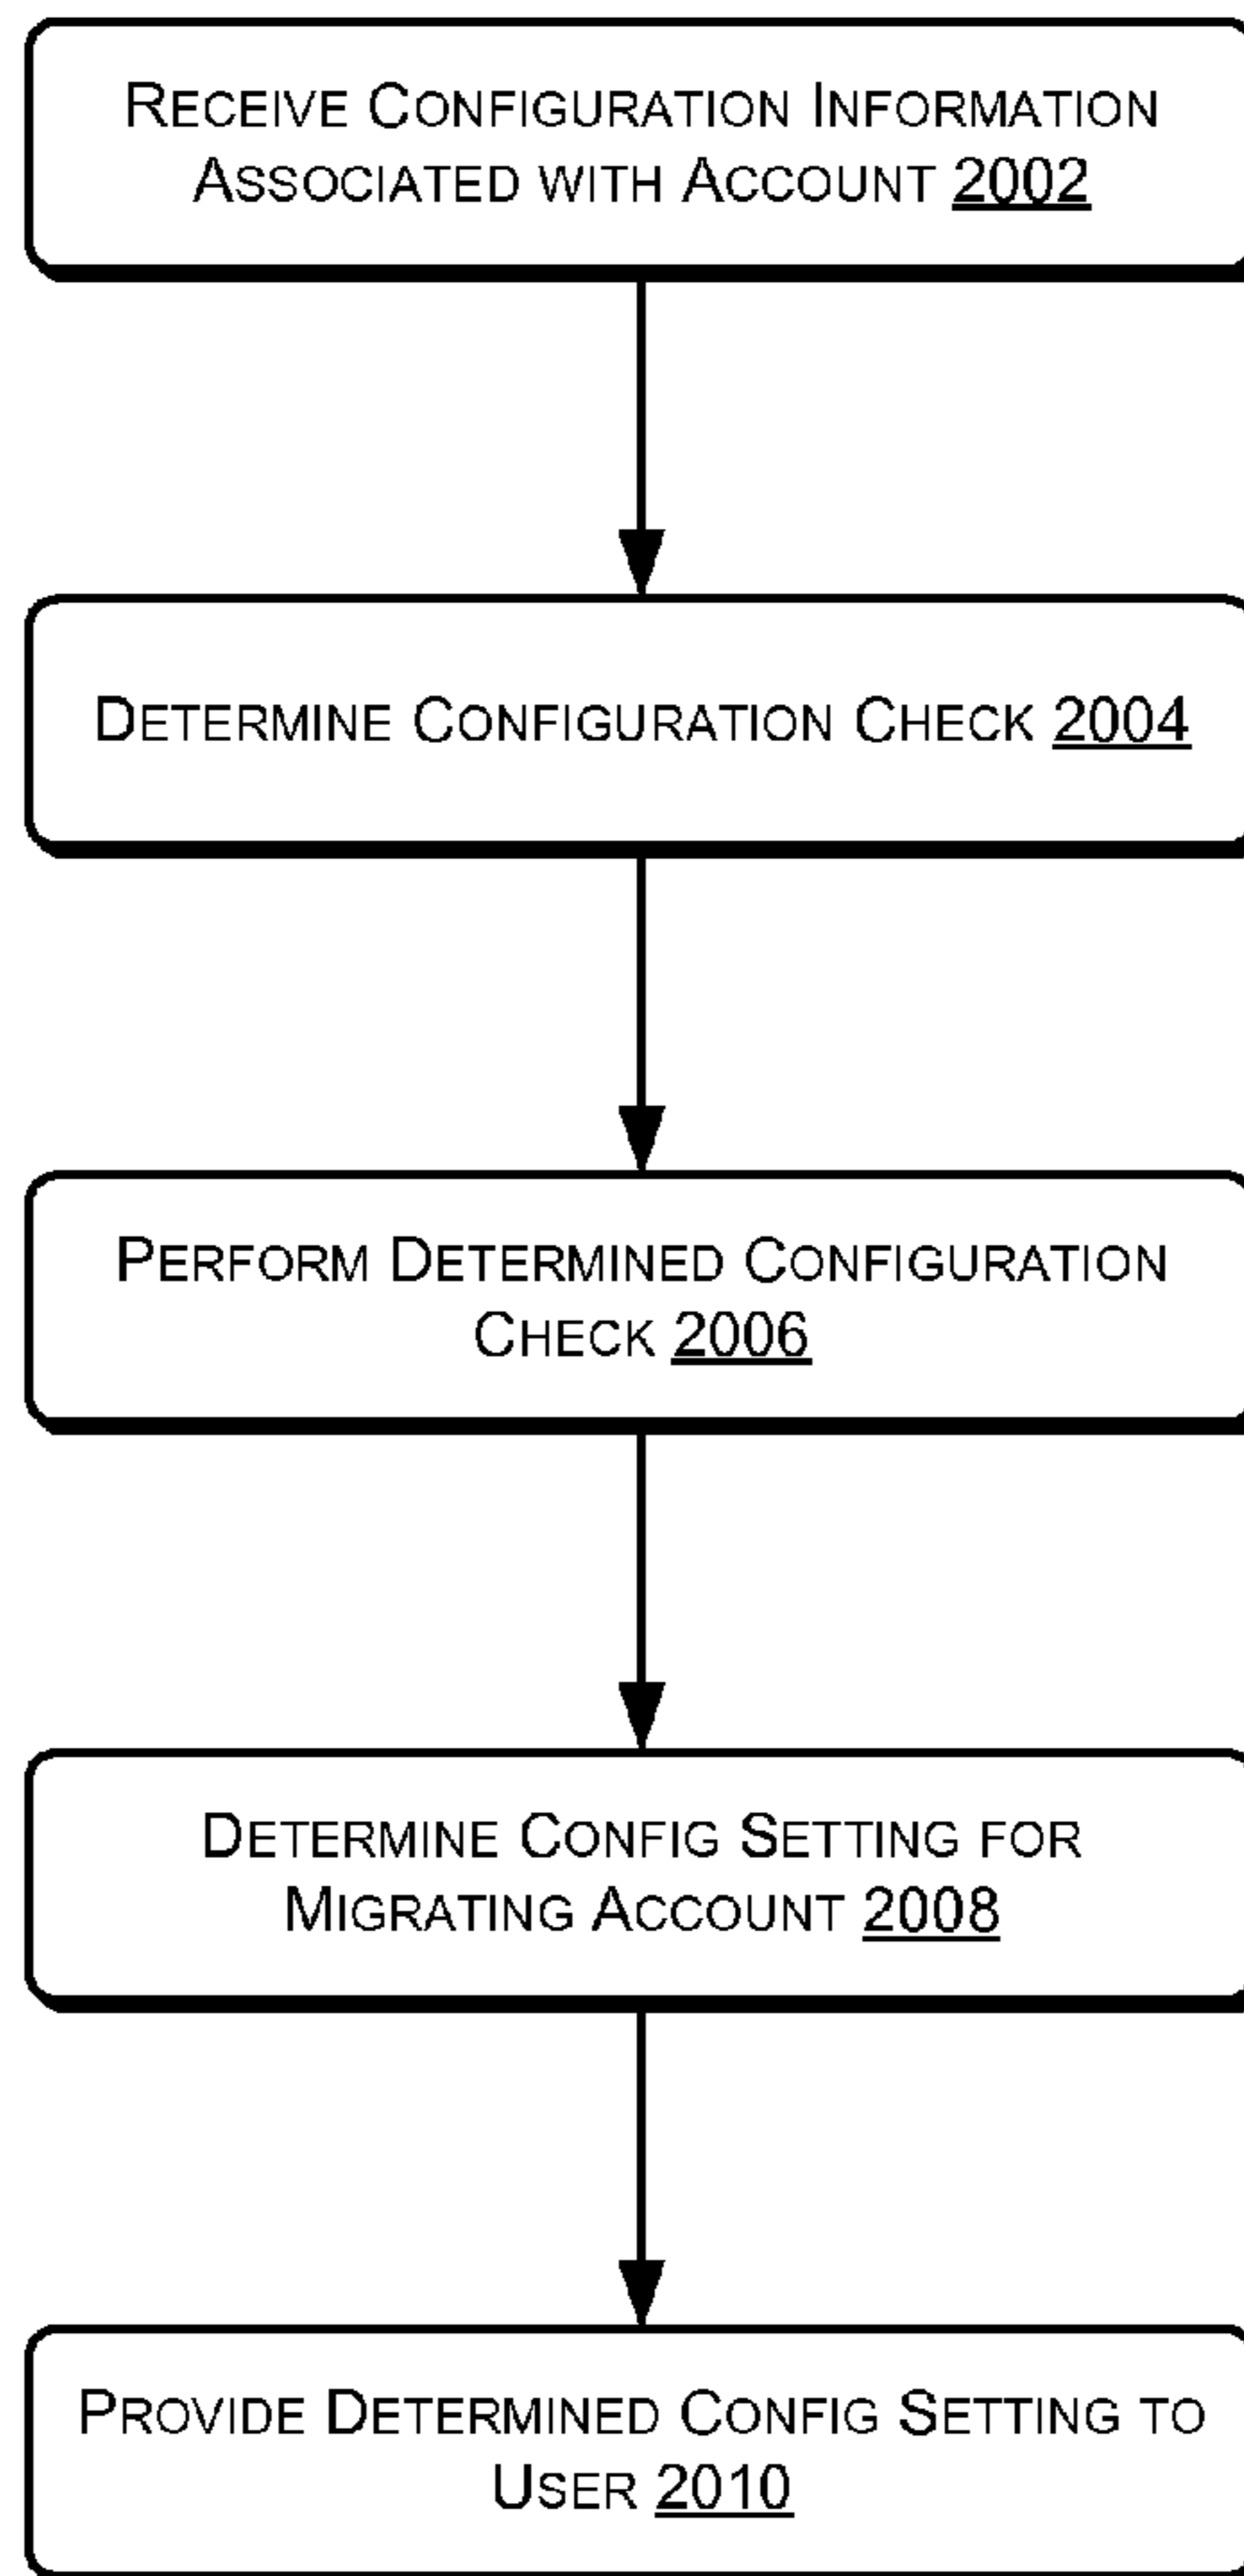 RECEIVE CONFIGURATION INFORMATION
ASSOCIATED WITH ACCOUNT 2002
DETERMINE CONFIGURATION CHECK 2004
PERFORM DETERMINED CONFIGURATION
CHECK 2006
DETERMINE CONFIG SETTING FOR
MIGRATING ACCOUNT 2008
PROVIDE DETERMINED CONFIG SETTING TO
USER 2010